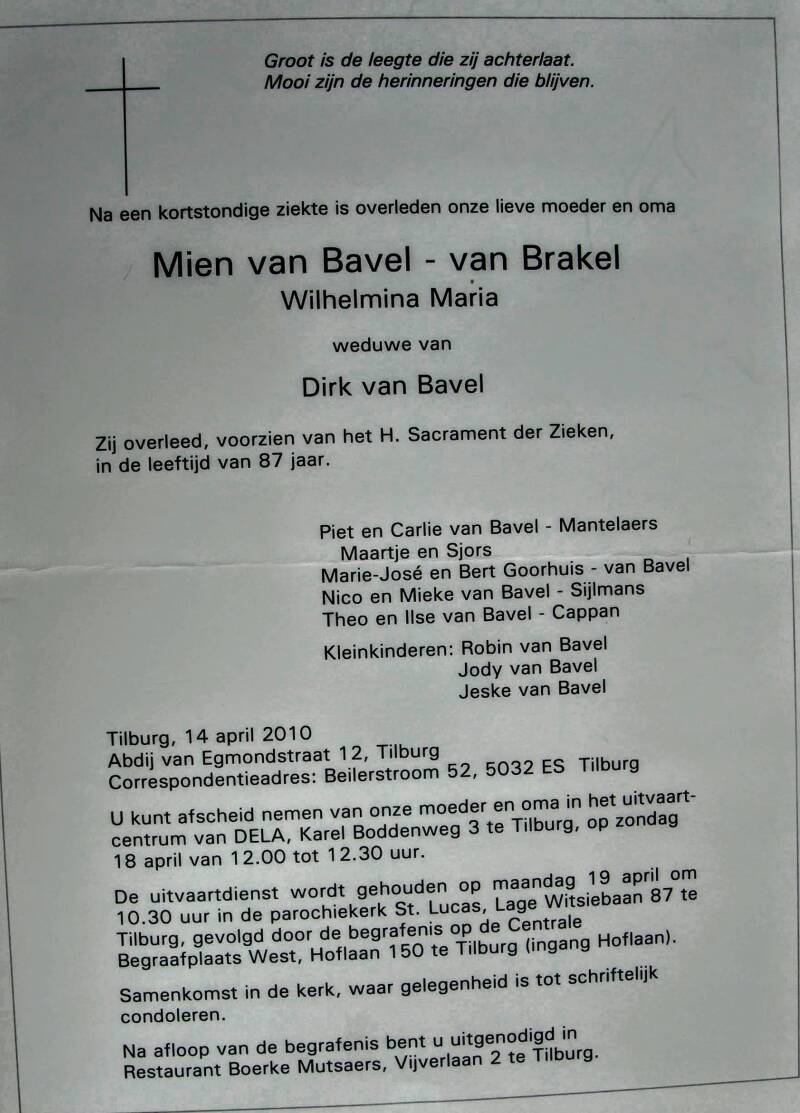 Groot is de leegte die zij achterlaat.
Mooi zijn de herinneringen die blijven.
Na een kortstondige ziekte is overleden onze lieve moeder en oma
Mien van Bavel - van Brakel
Wilhelmina Maria
weduwe van
Dirk van Bavel
Zij overleed, voorzien van het H. Sacrament der Zieken,
in de leeftijd van 87 jaar.
Piet en Carlie van Bavel - Mantelaers
Maartje en Sjors
Marie-José en Bert Goorhuis - van Bavel
Nico en Mieke van Bavel - Sijlmans
Theo en Ilse van Bavel - Cappan
Kleinkinderen: Robin van Bavel
Jody van Bavel
Jeske van Bavel
Tilburg, 14 april 2010
Abdij van Egmondstraat 12, Tilburg
Correspondentieadres: Beilerstroom 52, 5032 ES Tilburg
U kunt afscheid nemen van onze moeder en oma in het uitvaart-
centrum van DELA, Karel Boddenweg 3 te Tilburg, op zondag
18 april van 12.00 tot 12.30 uur.
De uitvaartdienst wordt gehouden op maandag 19 april om
10.30 uur in de parochiekerk St. Lucas, Lage Witsiebaan 87 te
Tilburg, gevolgd door de begrafenis op de Centrale
Begraafplaats West, Hoflaan 150 te Tilburg (ingang Hoflaan).
Samenkomst in de kerk, waar gelegenheid is tot schriftelijk
condoleren.
Na afloop van de begrafenis bent u uitgenodigd in
Restaurant Boerke Mutsaers, Vijverlaan 2 te Tilburg.